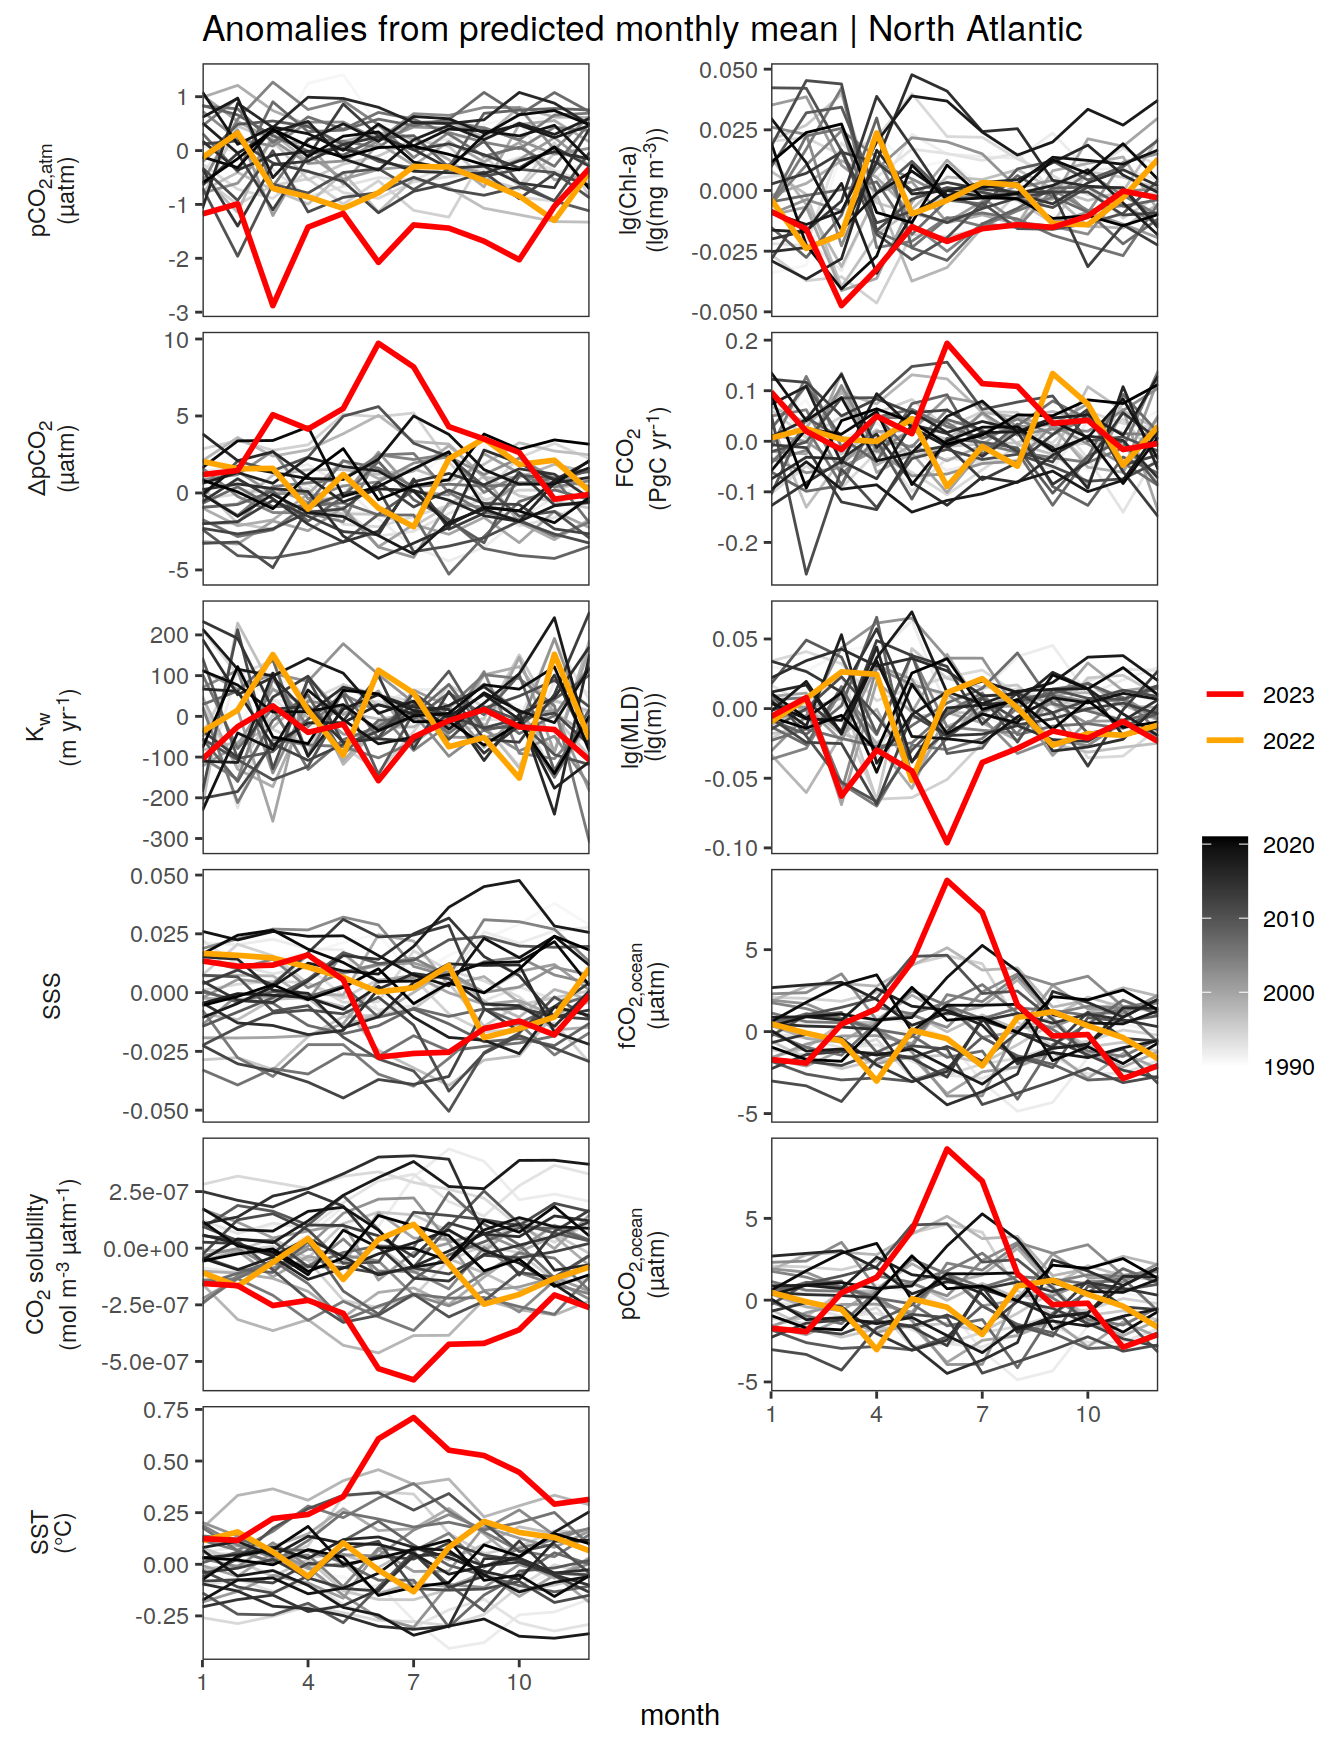 Anomalies from predicted monthly mean | North Atlantic
pCO2,atm
(µatm)
1
0
-1
-2
-3
lg(Chl-a)
(lg(mg m-3))
0.050
0.025
0.000
-0.025
-0.050
ΔpCO2
(µatm)
10
5
0
-5
FCO2
(PgC yr-1)
0.2
0.1
0.0
-0.1
-0.2
Kw
(m yr-1)
200
100
0
-100
-200
-300
lg(MLD)
(lg(m))
0.05
0.00
-0.05
-0.10
SSS
0.050
0.025
0.000
-0.025
-0.050
fCO2,ocean
(µatm)
5
0
-5
CO2 solubility
(mol m-3 µatm-1)
2.5e-07
0.0e+00
-2.5e-07
-5.0e-07
pCO2,ocean
(µatm)
5
0
-5
1 4 7 10
SST
(°C)
0.75
0.50
0.25
0.00
-0.25
1 4 7 10
month
2023
2022
2020
2010
2000
1990